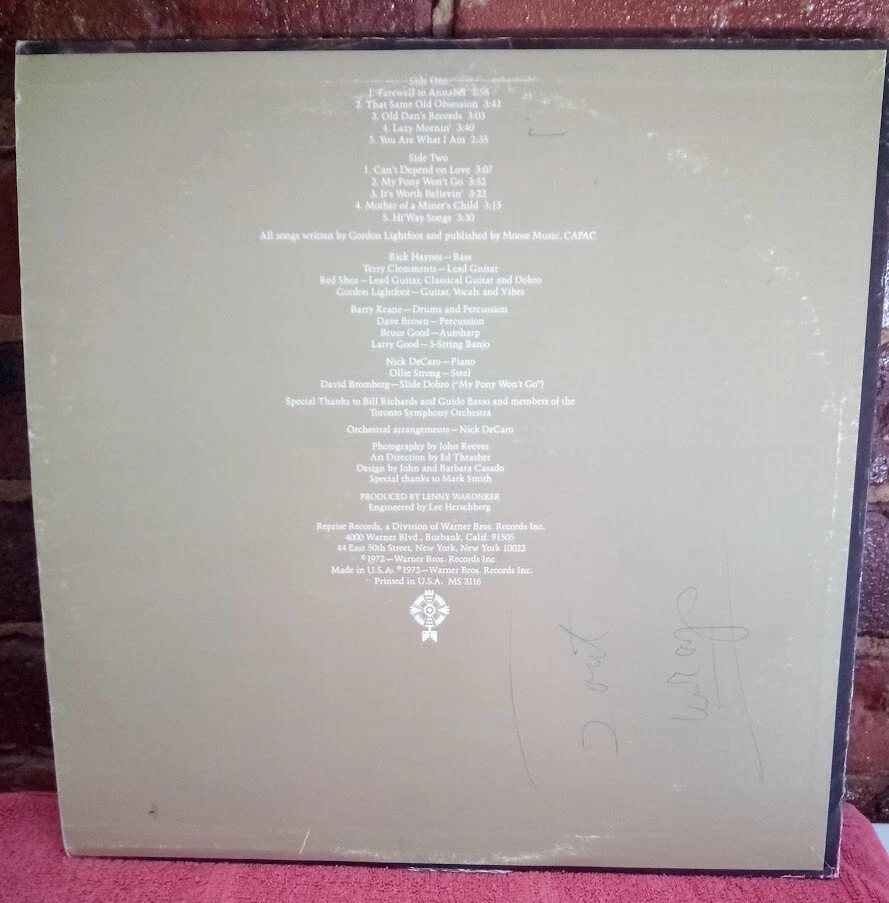 Side One
1. Farewell to Annabel 2:58
2. That Same Old Obsession 3:42
3. Old Dan's Records 3:03
4. Lazy Mornin' 3:40
5. You Are What I Am 2:35
Side Two
1. Can't Depend on Love 3:07
2. My Pony Won't Go 3:52
3. It's Worth Believin' 3:22
4. Mother of a Miner's Child 3:15
5. Hi'Way Songs 3:30
All songs written by Gordon Lightfoot and published by Moose Music, CAPAC
Rick Haynes—Bass
Terry Clemments—Lead Guitar
Red Shea—Lead Guitar, Classical Guitar and Dobro
Gordon Lightfoot—Guitar, Vocals and Vibes
Barry Keane—Drums and Percussion
Dave Brown—Percussion
Bruce Good—Autoharp
Larry Good—5-String Banjo
Nick DeCaro—Piano
Ollie Strong—Steel
David Bromberg—Slide Dobro ("My Pony Won't Go")
Special Thanks to Bill Richards and Guido Basso and members of the
Toronto Symphony Orchestra
Orchestral arrangements—Nick DeCaro
Photography by John Reeves
Art Direction by Ed Thrasher
Design by John and Barbara Casado
Special thanks to Mark Smith
PRODUCED BY LENNY WARONKER
Engineered by Lee Herschberg
Reprise Records, a Division of Warner Bros. Records Inc.
4000 Warner Blvd., Burbank, Calif. 91505
44 East 50th Street, New York, New York 10022
©1972—Warner Bros. Records Inc
Made in U.S.A. ℗1972—Warner Bros. Records Inc.
Printed in U.S.A. MS 2116